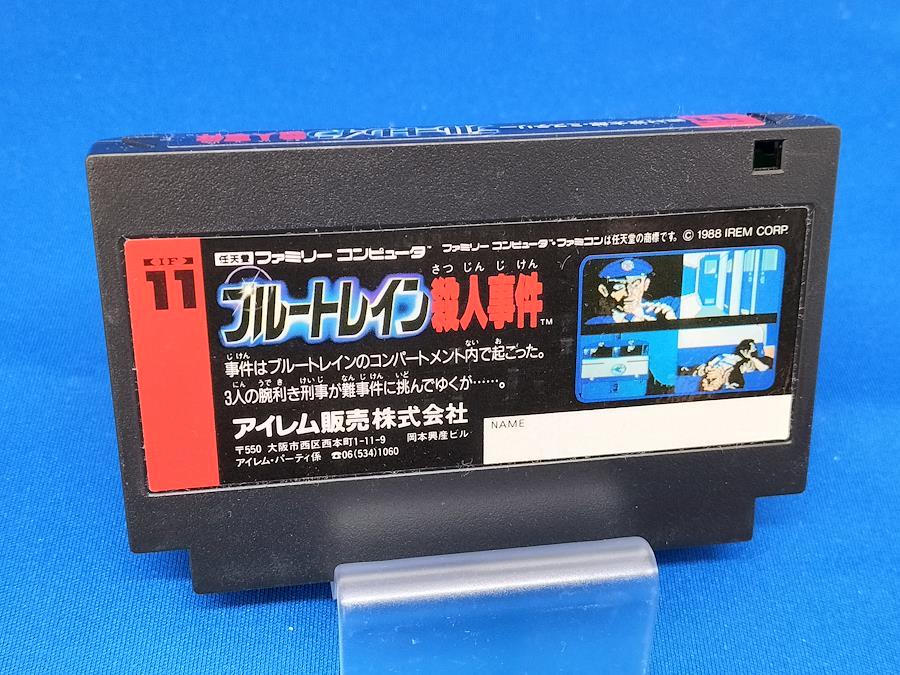 IF
11
任天堂 ファミリー コンピュータ™ ファミリー コンピュータ・ファミコンは任天堂の商標です。 © 1988 IREM CORP.
さつ じん じ けん
ブルートレイン殺人事件™
じけん ない お
事件はブルートレインのコンパートメント内で起こった。
にん うでき けいじ なんじけん いど
3人の腕利き刑事が難事件に挑んでゆくが……。
アイレム販売株式会社
〒550 大阪市西区西本町1-11-9 岡本興産ビル
アイレム・パーティ係 ☎06(534)1060
NAME